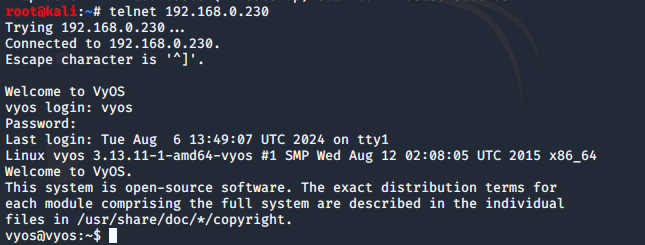 root@kali:~# telnet 192.168.0.230
Trying 192.168.0.230...
Connected to 192.168.0.230.
Escape character is '^]'.
Welcome to VyOS
vyos login: vyos
Password:
Last login: Tue Aug  6 13:49:07 UTC 2024 on tty1
Linux vyos 3.13.11-1-amd64-vyos #1 SMP Wed Aug 12 02:08:05 UTC 2015 x86_64
Welcome to VyOS.
This system is open-source software. The exact distribution terms for
each module comprising the full system are described in the individual
files in /usr/share/doc/*/copyright.
vyos@vyos:~$